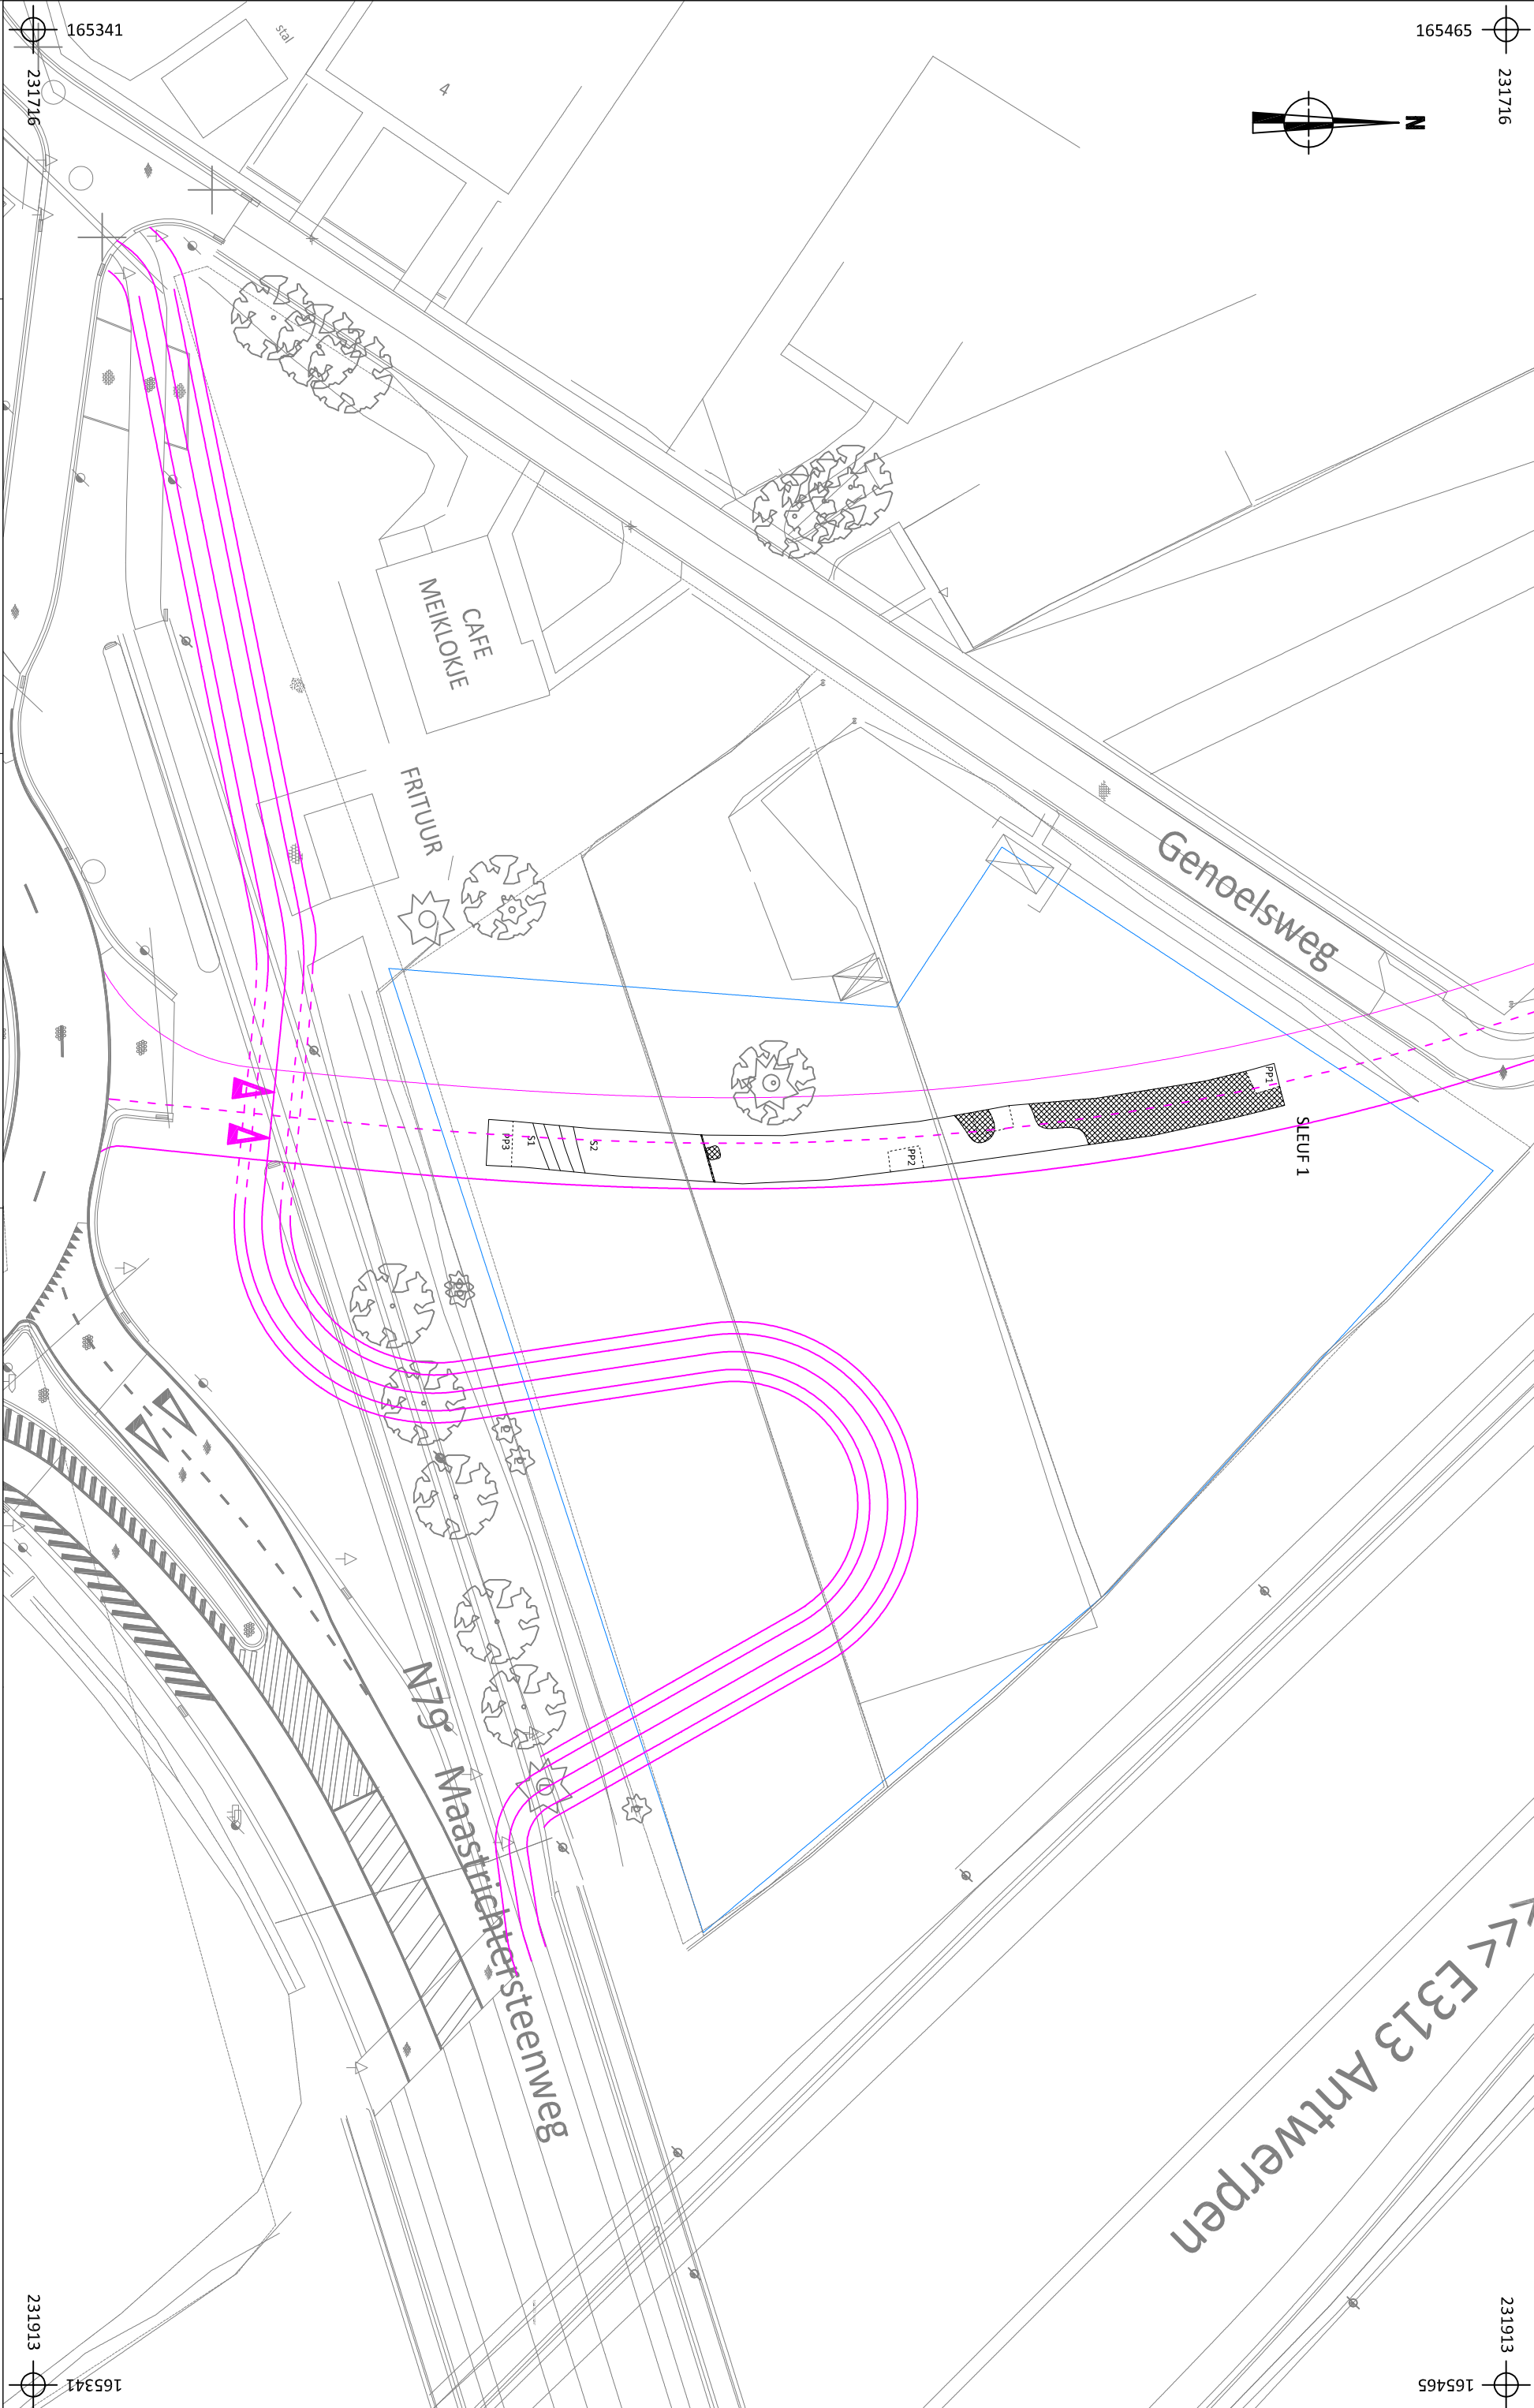 165341
231716
165465
231716
N
stal
4
CAFE
MEIKLOKJE
FRITUUR
Genoelsweg
SLEUF 1
PP1
PP2
PP3
S1
S2
N79 Maastrichtersteenweg
<<< E313 Antwerpen
231913
165341
231913
165465